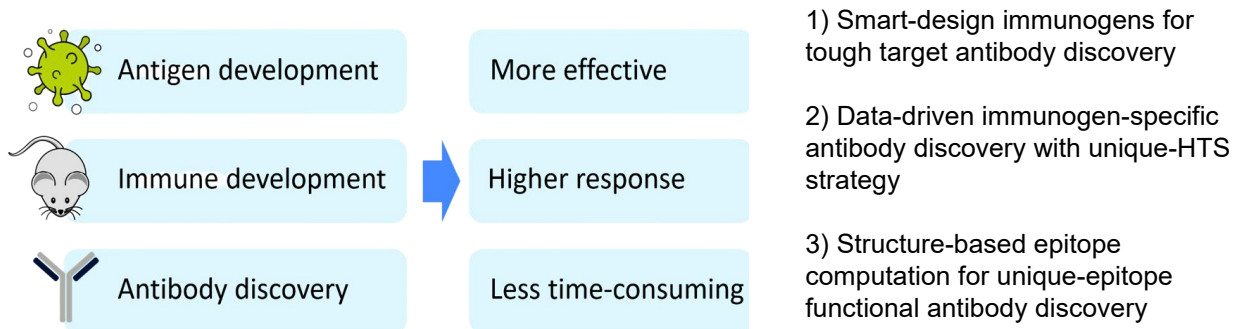 Antigen development
More effective
Immune development
Higher response
Antibody discovery
Less time-consuming
1) Smart-design immunogens for
tough target antibody discovery
2) Data-driven immunogen-specific
antibody discovery with unique-HTS
strategy
3) Structure-based epitope
computation for unique-epitope
functional antibody discovery